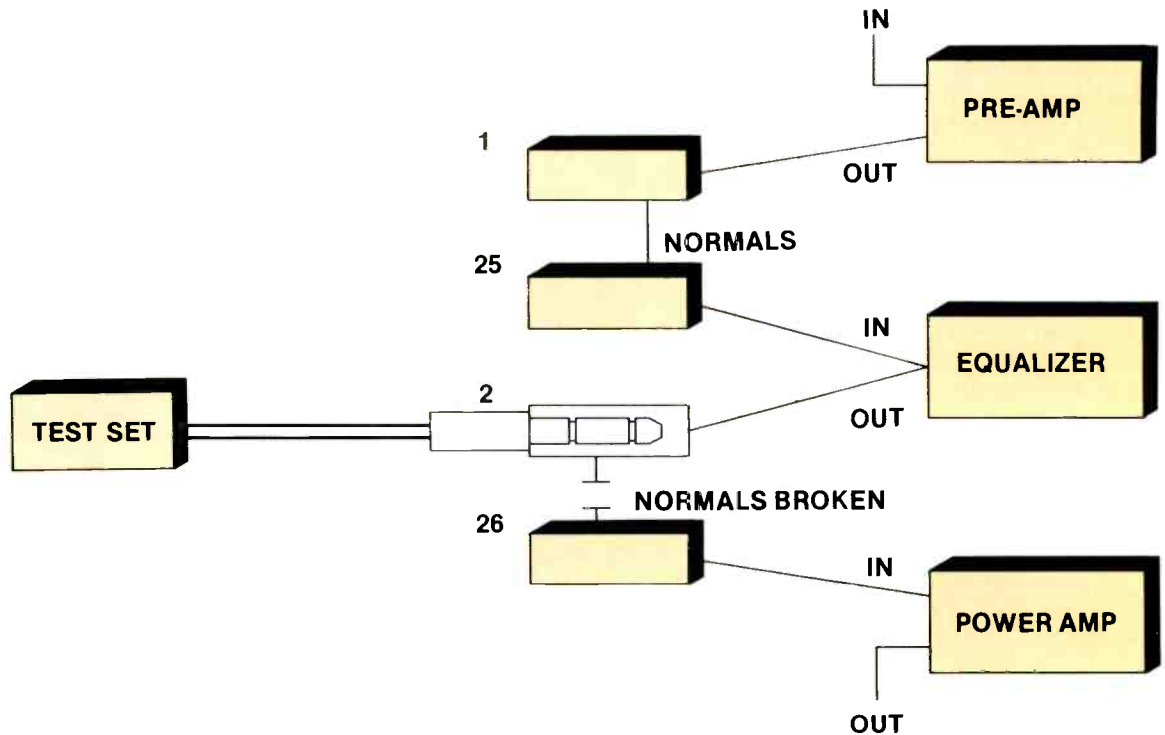 IN
PRE-AMP
1
OUT
NORMALS
25
IN
EQUALIZER
2
OUT
TEST SET
NORMALS BROKEN
26
IN
POWER AMP
OUT